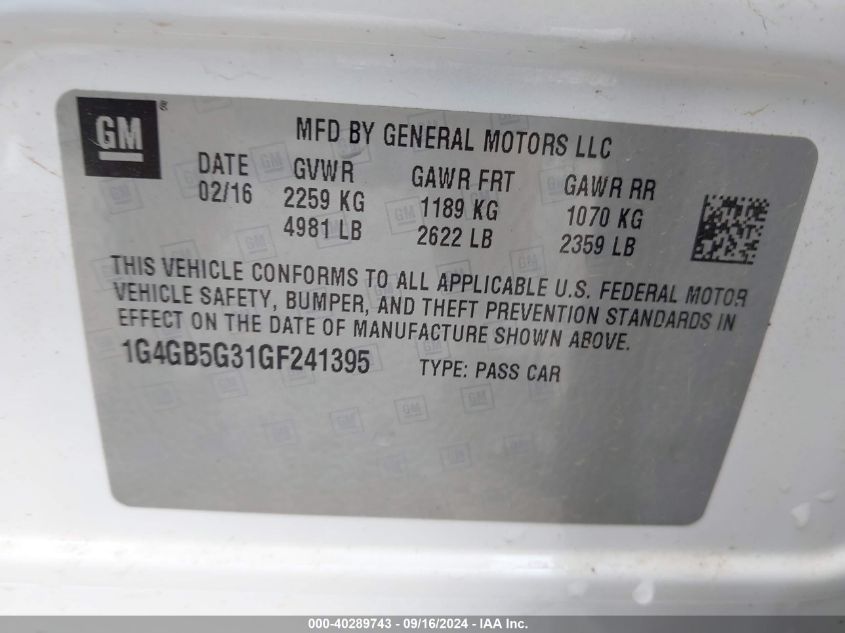 GM ®
MFD BY GENERAL MOTORS LLC
DATE GVWR GAWR FRT GAWR RR
02/16 2259 KG 1189 KG 1070 KG
4981 LB 2622 LB 2359 LB
THIS VEHICLE CONFORMS TO ALL APPLICABLE U.S. FEDERAL MOTOR
VEHICLE SAFETY, BUMPER, AND THEFT PREVENTION STANDARDS IN
EFFECT ON THE DATE OF MANUFACTURE SHOWN ABOVE.
1G4GB5G31GF241395 TYPE: PASS CAR
000-40289743 - 09/16/2024 - IAA Inc.